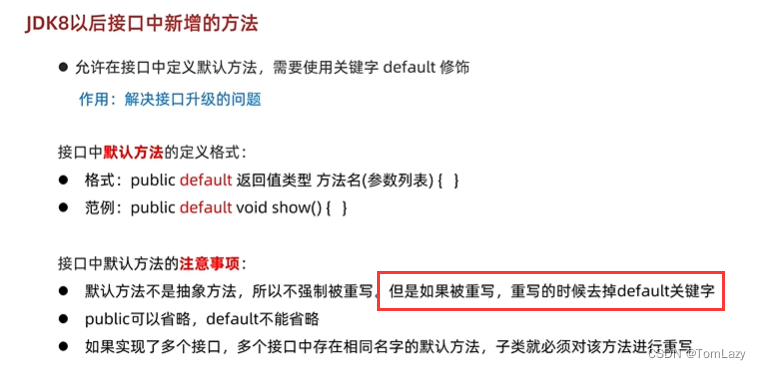 JDK8以后接口中新增的方法
● 允许在接口中定义默认方法，需要使用关键字 default 修饰
作用：解决接口升级的问题
接口中默认方法的定义格式：
● 格式：public default 返回值类型 方法名(参数列表) { }
● 范例：public default void show() { }
接口中默认方法的注意事项：
● 默认方法不是抽象方法，所以不强制被重写。但是如果被重写，重写的时候去掉default关键字
● public可以省略，default不能省略
● 如果实现了多个接口，多个接口中存在相同名字的默认方法，子类就必须对该方法进行重写
CSDN @TomLazy